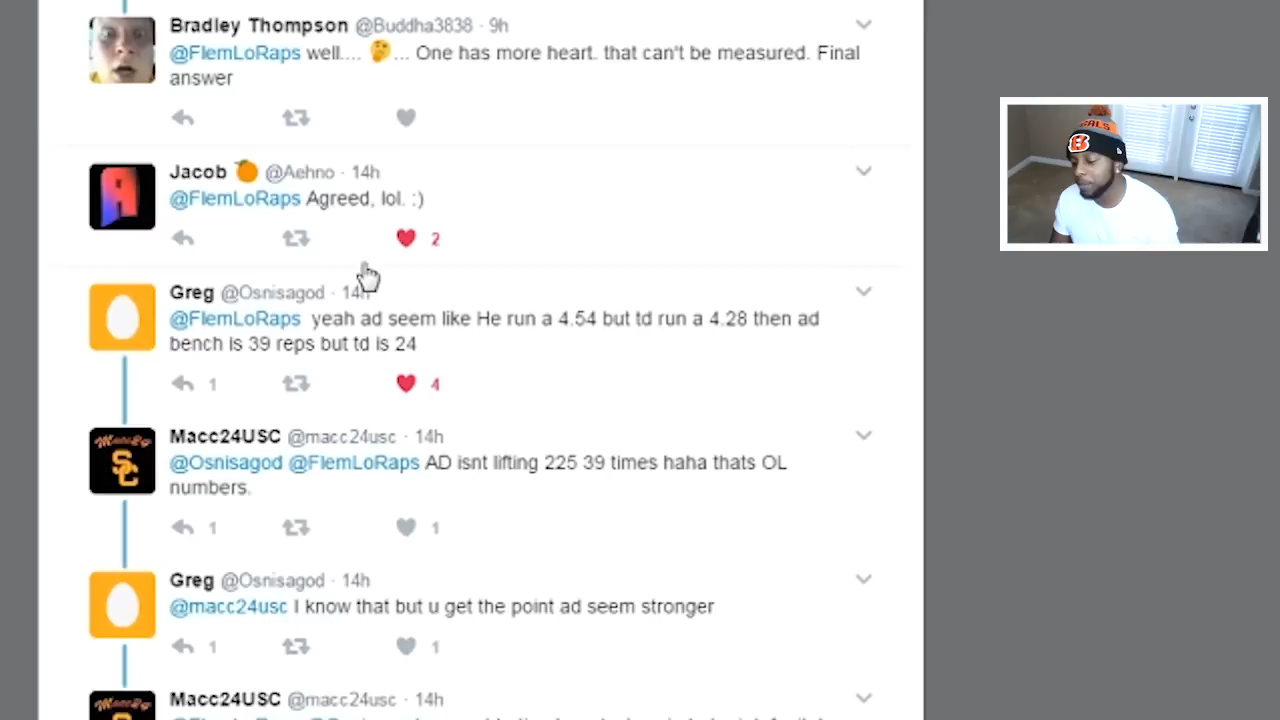 Bradley Thompson @Buddha3838 · 9h
@FlemLoRaps well.... 🤔... One has more heart. that can't be measured. Final
answer
Jacob 🍊 @Aehno · 14h
@FlemLoRaps Agreed, lol. :)
2
Greg @Osnisagod · 14h
@FlemLoRaps yeah ad seem like He run a 4.54 but td run a 4.28 then ad
bench is 39 reps but td is 24
1 4
Macc24USC @macc24usc · 14h
@Osnisagod @FlemLoRaps AD isnt lifting 225 39 times haha thats OL
numbers.
1 1
Greg @Osnisagod · 14h
@macc24usc I know that but u get the point ad seem stronger
1 1
Macc24USC @macc24usc · 14h